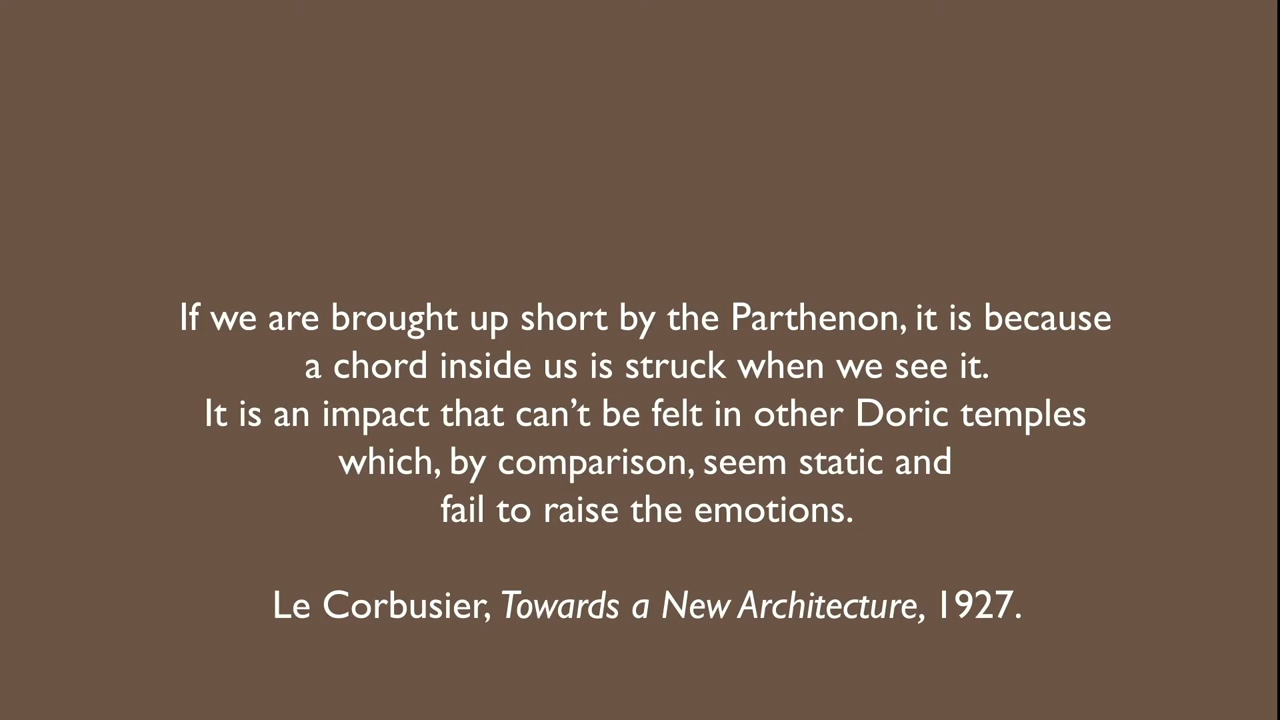 If we are brought up short by the Parthenon, it is because
a chord inside us is struck when we see it.
It is an impact that can’t be felt in other Doric temples
which, by comparison, seem static and
fail to raise the emotions.
Le Corbusier, Towards a New Architecture, 1927.